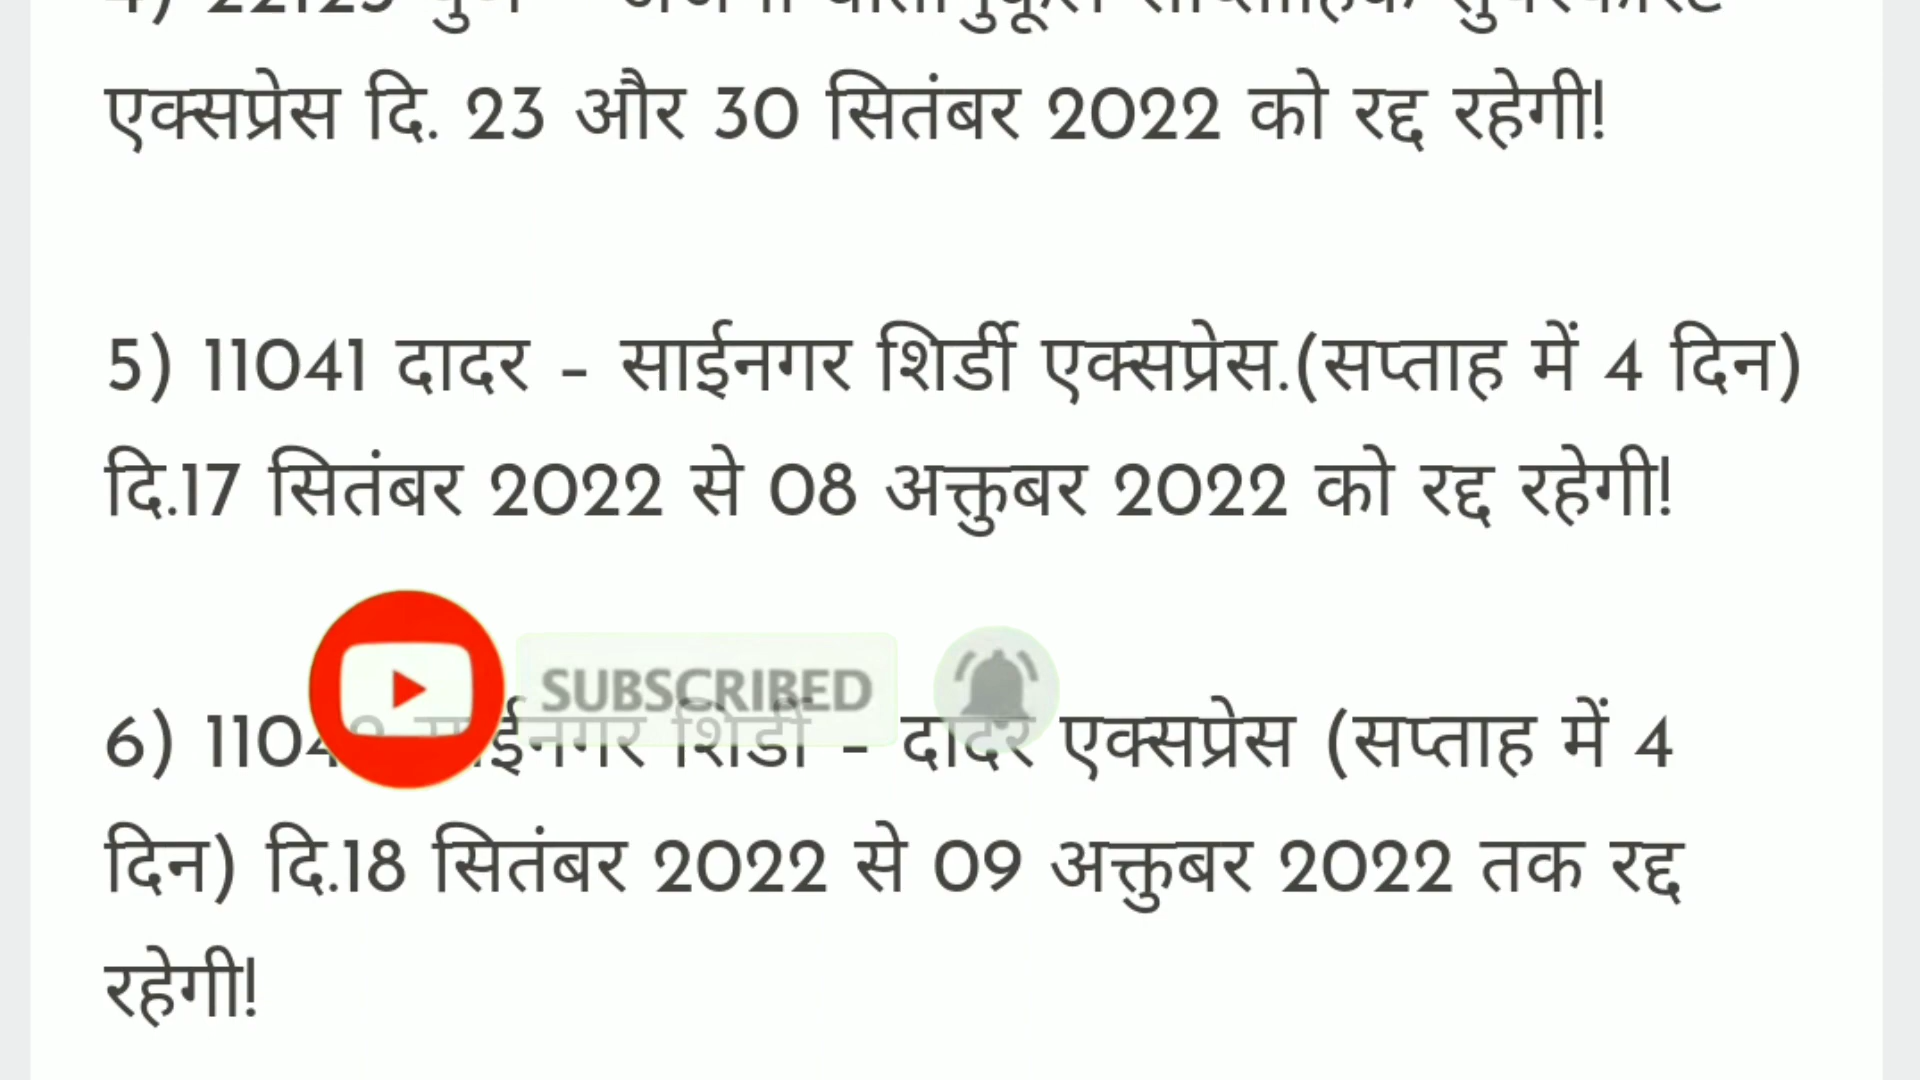 एक्सप्रेस दि. 23 और 30 सितंबर 2022 को रद्द रहेगी!
5) 11041 दादर – साईनगर शिर्डी एक्सप्रेस.(सप्ताह में 4 दिन)
दि.17 सितंबर 2022 से 08 अक्तुबर 2022 को रद्द रहेगी!
SUBSCRIBED
6) साईनगर शिर्डी – दादर एक्सप्रेस (सप्ताह में 4
दिन) दि.18 सितंबर 2022 से 09 अक्तुबर 2022 तक रद्द
रहेगी!